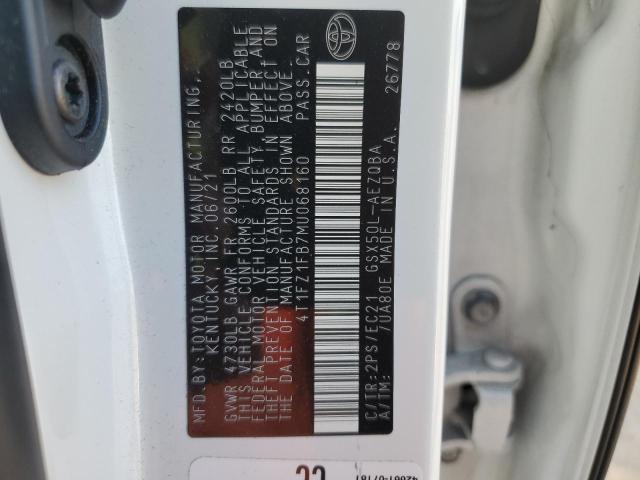 MFD. BY: TOYOTA MOTOR MANUFACTURING,
KENTUCKY, INC. 06/21
GVWR 4730LB GAWR FR 2600LB RR 2420LB
THIS VEHICLE CONFORMS TO ALL APPLICABLE
FEDERAL MOTOR VEHICLE SAFETY, BUMPER AND
THEFT PREVENTION STANDARDS IN EFFECT ON
THE DATE OF MANUFACTURE SHOWN ABOVE.
4T1FZ1FB7MU068160 PASS. CAR
C/TR: 2PS/EC21 GSX50L-AEZQBA
A/TM: /UA80E MADE IN U.S.A. 26778